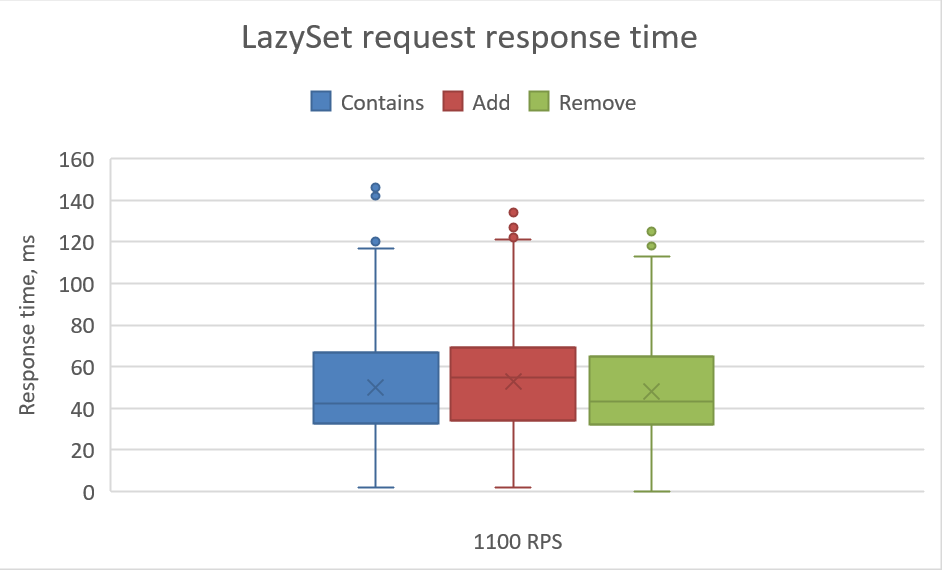 LazySet request response time
Contains Add Remove
160
140
120
100
80
60
40
20
0
Response time, ms
1100 RPS